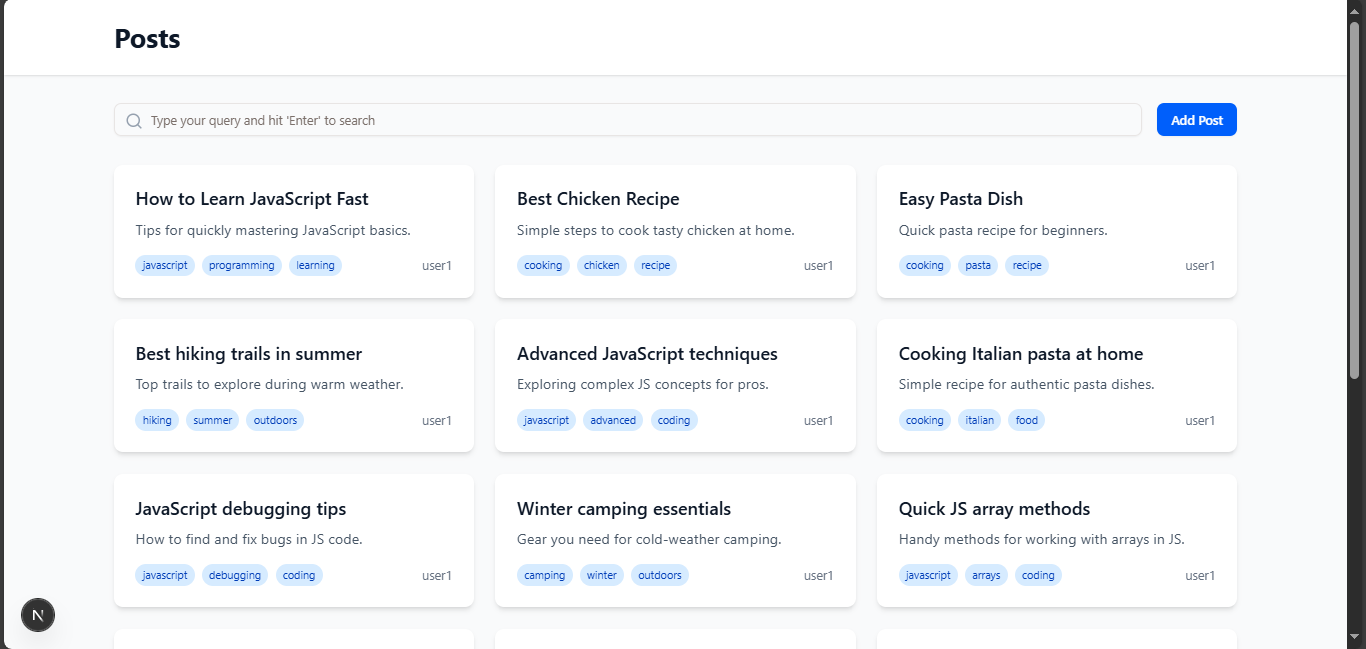 Posts
Type your query and hit 'Enter' to search
Add Post
How to Learn JavaScript Fast
Tips for quickly mastering JavaScript basics.
javascript programming learning user1
Best Chicken Recipe
Simple steps to cook tasty chicken at home.
cooking chicken recipe user1
Easy Pasta Dish
Quick pasta recipe for beginners.
cooking pasta recipe user1
Best hiking trails in summer
Top trails to explore during warm weather.
hiking summer outdoors user1
Advanced JavaScript techniques
Exploring complex JS concepts for pros.
javascript advanced coding user1
Cooking Italian pasta at home
Simple recipe for authentic pasta dishes.
cooking italian food user1
JavaScript debugging tips
How to find and fix bugs in JS code.
javascript debugging coding user1
Winter camping essentials
Gear you need for cold-weather camping.
camping winter outdoors user1
Quick JS array methods
Handy methods for working with arrays in JS.
javascript arrays coding user1
N